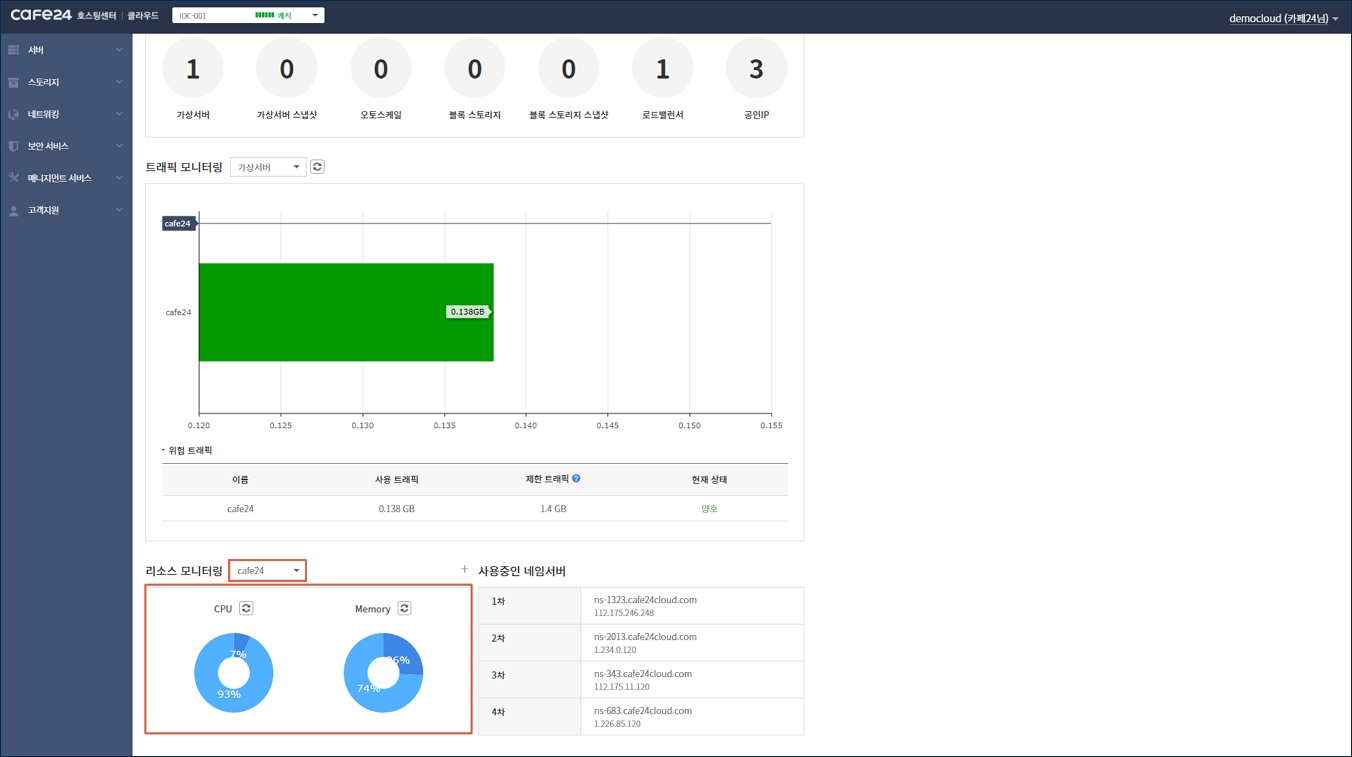 cafe24 호스팅센터 | 클라우드
IDC-001 쾌적
democloud (카페24님)
서버
스토리지
네트워킹
보안 서비스
매니지먼트 서비스
고객지원
1 0 0 0 0 1 3
가상서버 가상서버 스냅샷 오토스케일 블록 스토리지 블록 스토리지 스냅샷 로드밸런서 공인IP
트래픽 모니터링 가상서버
cafe24
cafe24
0.138GB
0.120 0.125 0.130 0.135 0.140 0.145 0.150 0.155
- 위험 트래픽
이름 사용 트래픽 제한 트래픽 ? 현재 상태
cafe24 0.138 GB 1.4 GB 양호
리소스 모니터링 cafe24 +
CPU Memory
7%
93%
26%
74%
사용중인 네임서버
1차 ns-1323.cafe24cloud.com
112.175.246.248
2차 ns-2013.cafe24cloud.com
1.234.0.120
3차 ns-343.cafe24cloud.com
112.175.11.120
4차 ns-683.cafe24cloud.com
1.226.85.120